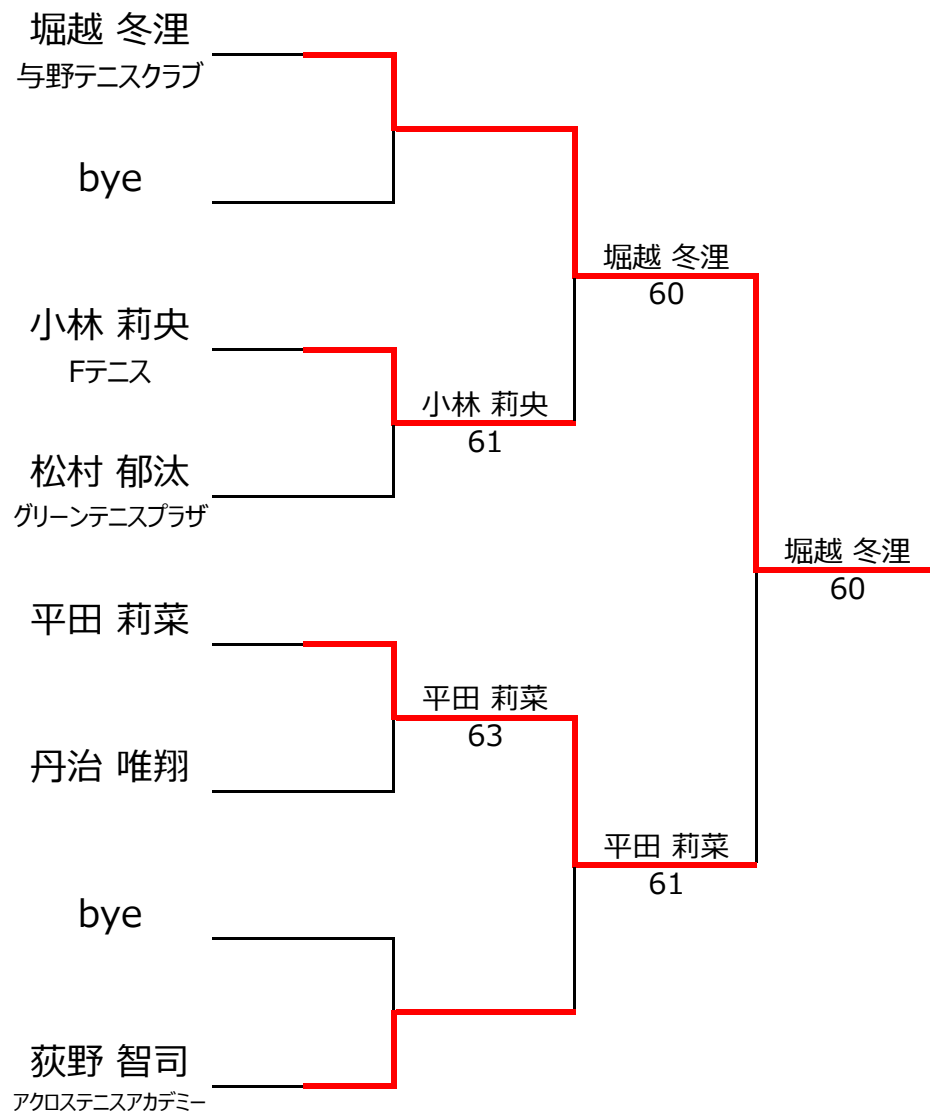 堀越 冬浬
与野テニスクラブ
bye
小林 莉央
Fテニス
松村 郁汰
グリーンテニスプラザ
平田 莉菜
丹治 唯翔
bye
荻野 智司
アクロステニスアカデミー
小林 莉央
61
平田 莉菜
63
堀越 冬浬
60
平田 莉菜
61
堀越 冬浬
60